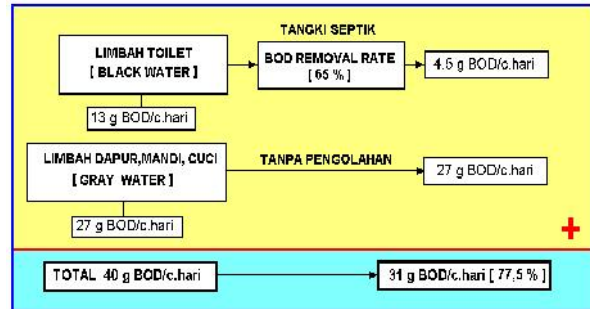 TANGKI SEPTIK
LIMBAH TOILET
[ BLACK WATER ]
BOD REMOVAL RATE
[ 65 % ]
4.5 g BOD/c.hari
13 g BOD/c.hari
LIMBAH DAPUR,MANDI, CUCI
[ GRAY WATER ]
TANPA PENGOLAHAN
27 g BOD/c.hari
27 g BOD/c.hari
+
TOTAL 40 g BOD/c.hari
31 g BOD/c.hari [ 77,5 % ]